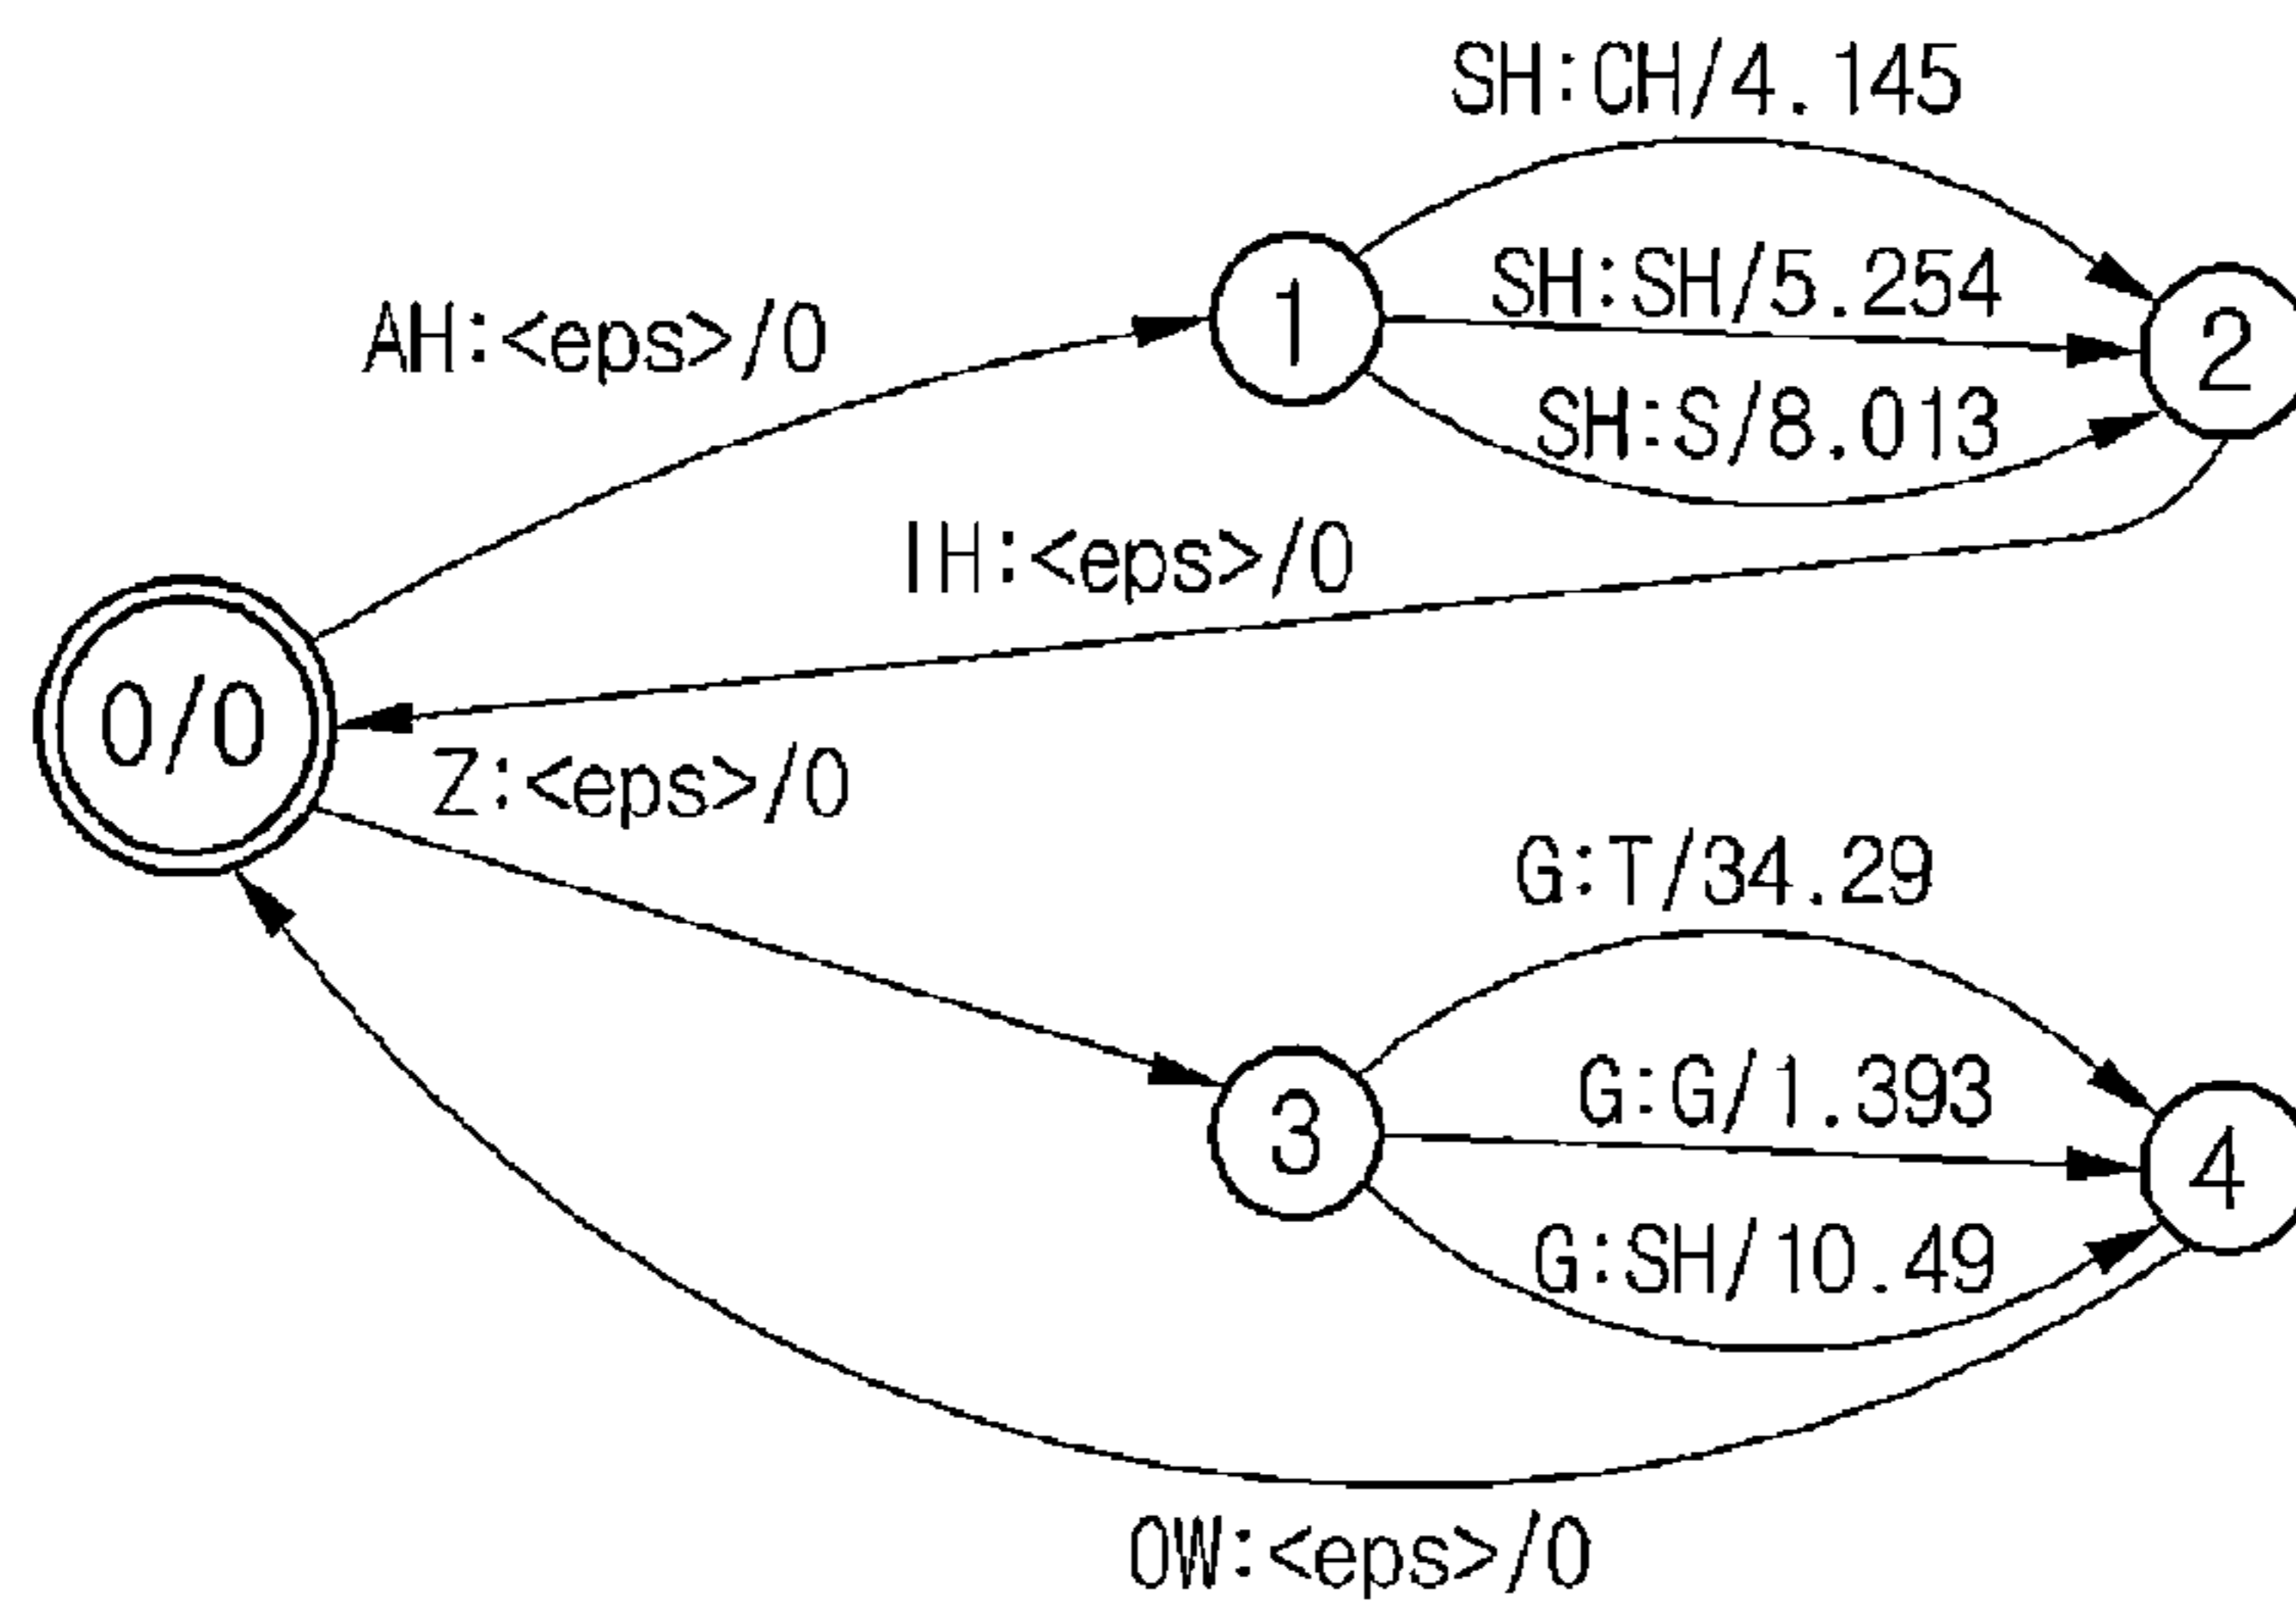 SH:CH/4.145
SH:SH/5.254
AH:<eps>/0
1
2
SH:S/8.013
IH:<eps>/0
0/0
Z:<eps>/0
G:T/34.29
G:G/1.393
3
4
G:SH/10.49
OW:<eps>/0